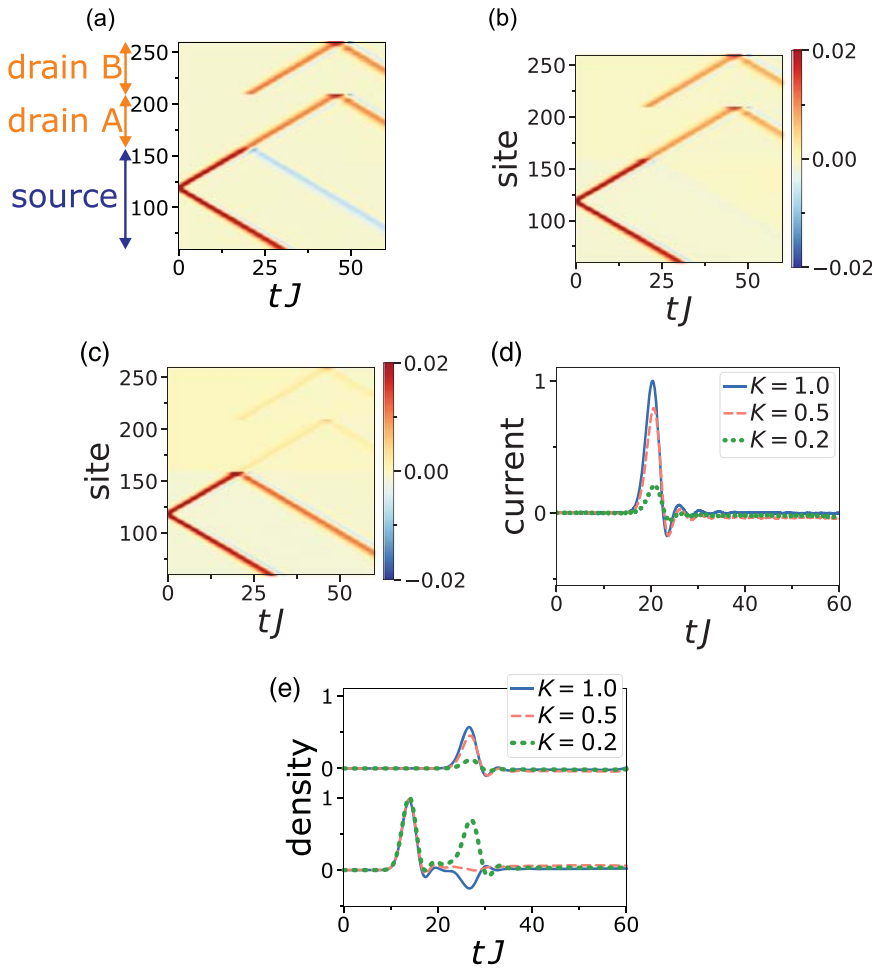 (a)
drain B
drain A
source
250
200
150
100
0
25
50
tJ
(b)
site
250
200
150
100
0
25
50
tJ
0.02
0.00
−0.02
(c)
site
250
200
150
100
0
25
50
tJ
0.02
0.00
−0.02
(d)
current
1
0
0
20
40
60
tJ
K = 1.0
K = 0.5
K = 0.2
(e)
density
1
0
1
0
0
20
40
60
tJ
K = 1.0
K = 0.5
K = 0.2